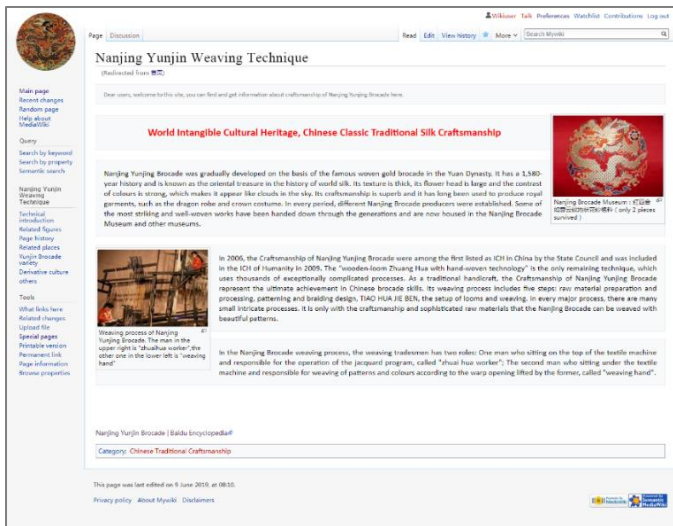 Wikiuser Talk Preferences Watchlist Contributions Log out
Page Discussion
Read Edit View history More Search Mywiki
Nanjing Yunjin Weaving Technique
(Redirected from 首页)
Dear users, welcome to this site, you can find and get information about craftsmanship of Nanjing Yunjing Brocade here.
World Intangible Cultural Heritage, Chinese Classic Traditional Silk Craftsmanship
Nanjing Yunjing Brocade was gradually developed on the basis of the famous woven gold brocade in the Yuan Dynasty. It has a 1,580-
year history and is known as the oriental treasure in the history of world silk. Its texture is thick, its flower head is large and the contrast
of colours is strong, which makes it appear like clouds in the sky. Its craftsmanship is superb and it has long been used to produce royal
garments, such as the dragon robe and crown costume. In every period, different Nanjing Brocade producers were established. Some of
the most striking and well-woven works have been handed down through the generations and are now housed in the Nanjing Brocade
Museum and other museums.
Nanjing Brocade Museum :
( only 2 pieces
survived )
In 2006, the Craftsmanship of Nanjing Yunjing Brocade were among the first listed as ICH in China by the State Council and was included
in the ICH of Humanity in 2009. The "wooden-loom Zhuang Hua with hand-woven technology" is the only remaining technique, which
uses thousands of exceptionally complicated processes. As a traditional handicraft, the Craftsmanship of Nanjing Yunjing Brocade
represent the ultimate achievement in Chinese brocade skills. Its weaving process includes five steps: raw material preparation and
processing, patterning and braiding design, TIAO HUA JIE BEN, the setup of looms and weaving. In every major process, there are many
small intricate processes. It is only with the craftsmanship and sophisticated raw materials that the Nanjing Brocade can be weaved with
beautiful patterns.
Weaving process of Nanjing
Yunjing Brocade. The man in the
upper right is "zhuaihua worker",the
other one in the lower left is "weaving
hand"
In the Nanjing Brocade weaving process, the weaving tradesmen has two roles: One man who sitting on the top of the textile machine
and responsible for the operation of the jacquard program, called "zhuai hua worker"; The second man who sitting under the textile
machine and responsible for weaving of patterns and colours according to the warp opening lifted by the former, called "weaving hand".
Nanjing Yunjin Brocade | Baidu Encyclopedia
Category: Chinese Traditional Craftsmanship
Main page
Recent changes
Random page
Help about
MediaWiki
Query
Search by keyword
Search by property
Semantic search
Nanjing Yunjin
Weaving
Technique
Technical
introduction
Related figures
Page history
Related places
Yunjin Brocade
variety
Derivative culture
others
Tools
What links here
Related changes
Upload file
Special pages
Printable version
Permanent link
Page information
Browse properties
This page was last edited on 9 June 2019, at 08:10.
Privacy policy About Mywiki Disclaimers